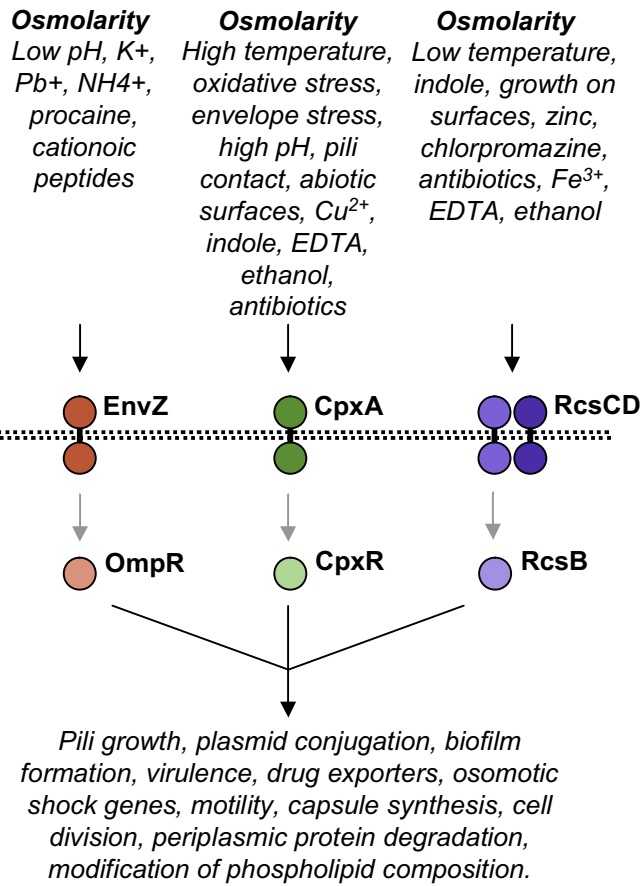 Osmolarity
Low pH, K+,
Pb+, NH4+,
procaine,
cationoic
peptides
Osmolarity
High temperature,
oxidative stress,
envelope stress,
high pH, pili
contact, abiotic
surfaces, Cu²⁺,
indole, EDTA,
ethanol,
antibiotics
Osmolarity
Low temperature,
indole, growth on
surfaces, zinc,
chlorpromazine,
antibiotics, Fe³⁺,
EDTA, ethanol
EnvZ
CpxA
RcsCD
OmpR
CpxR
RcsB
Pili growth, plasmid conjugation, biofilm
formation, virulence, drug exporters, osomotic
shock genes, motility, capsule synthesis, cell
division, periplasmic protein degradation,
modification of phospholipid composition.